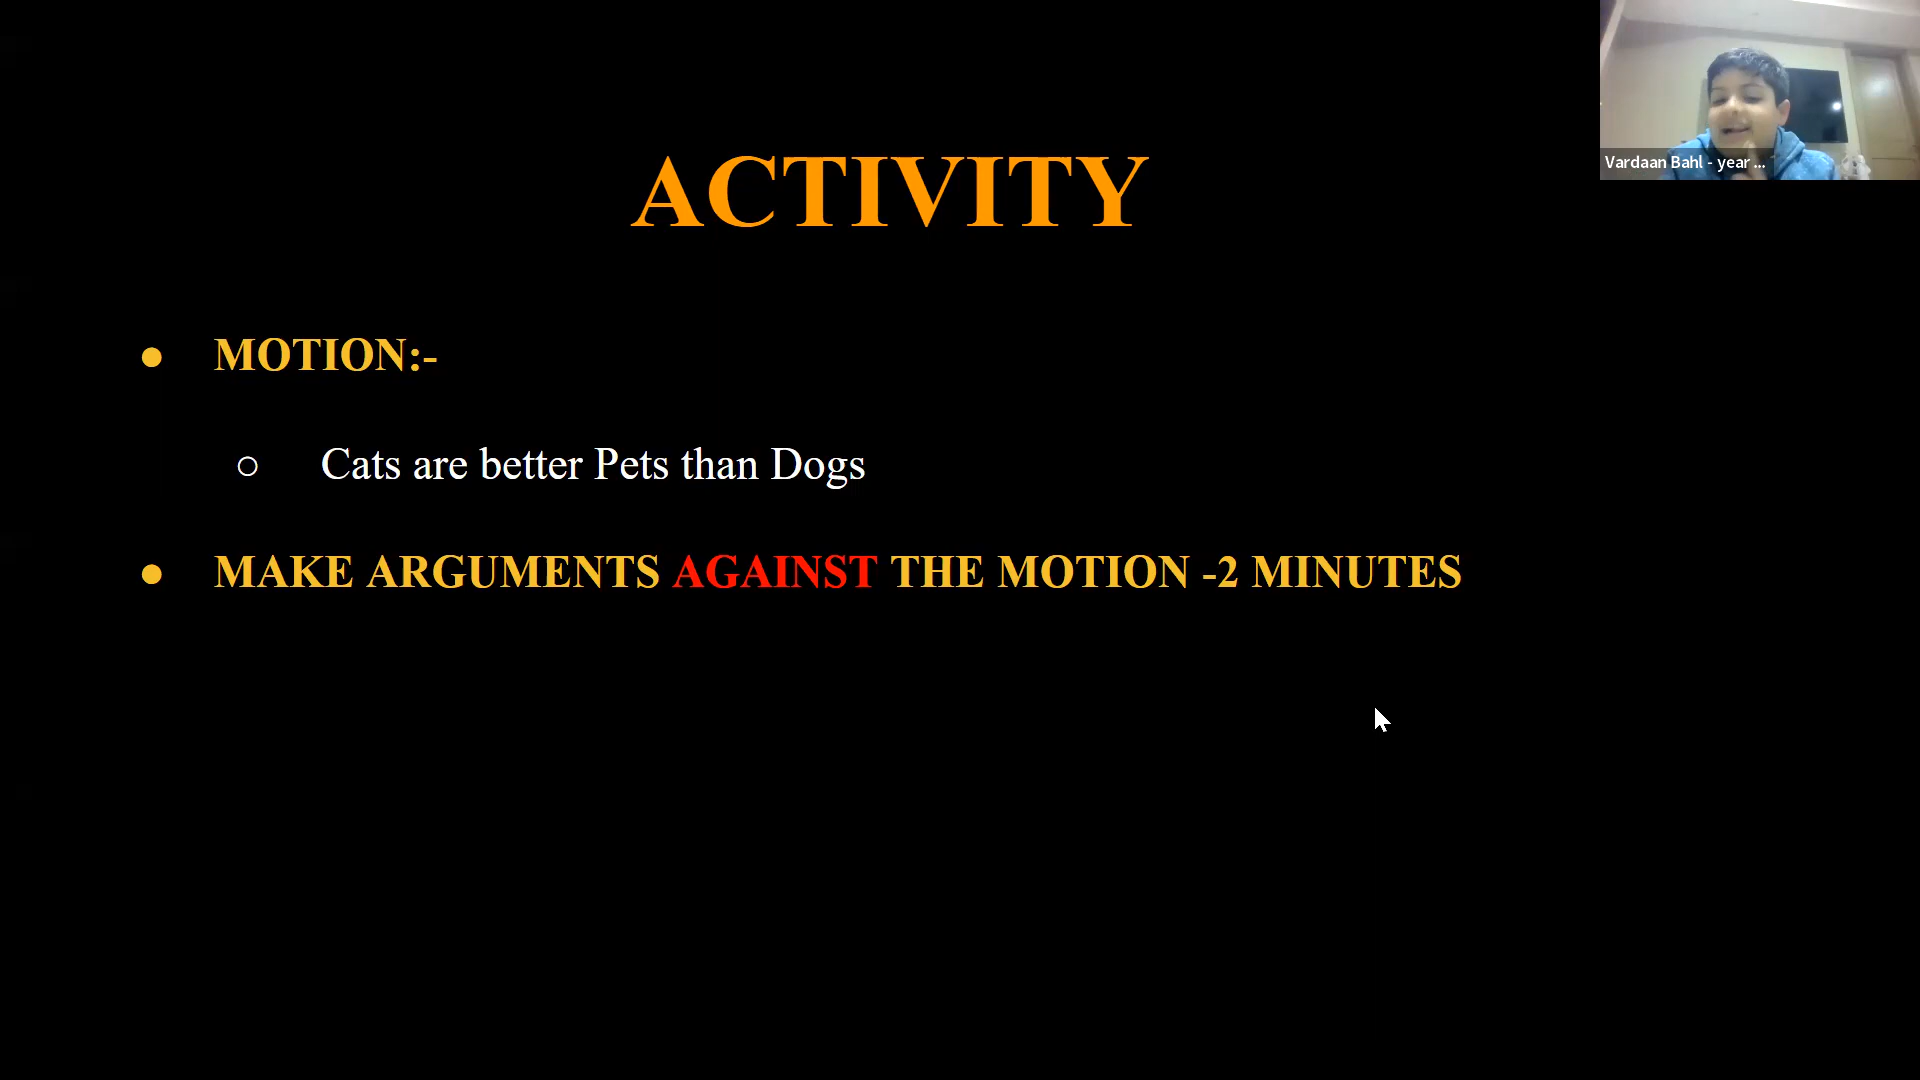 Vardaan Bahl - year ...
ACTIVITY
● MOTION:-
○ Cats are better Pets than Dogs
● MAKE ARGUMENTS AGAINST THE MOTION -2 MINUTES